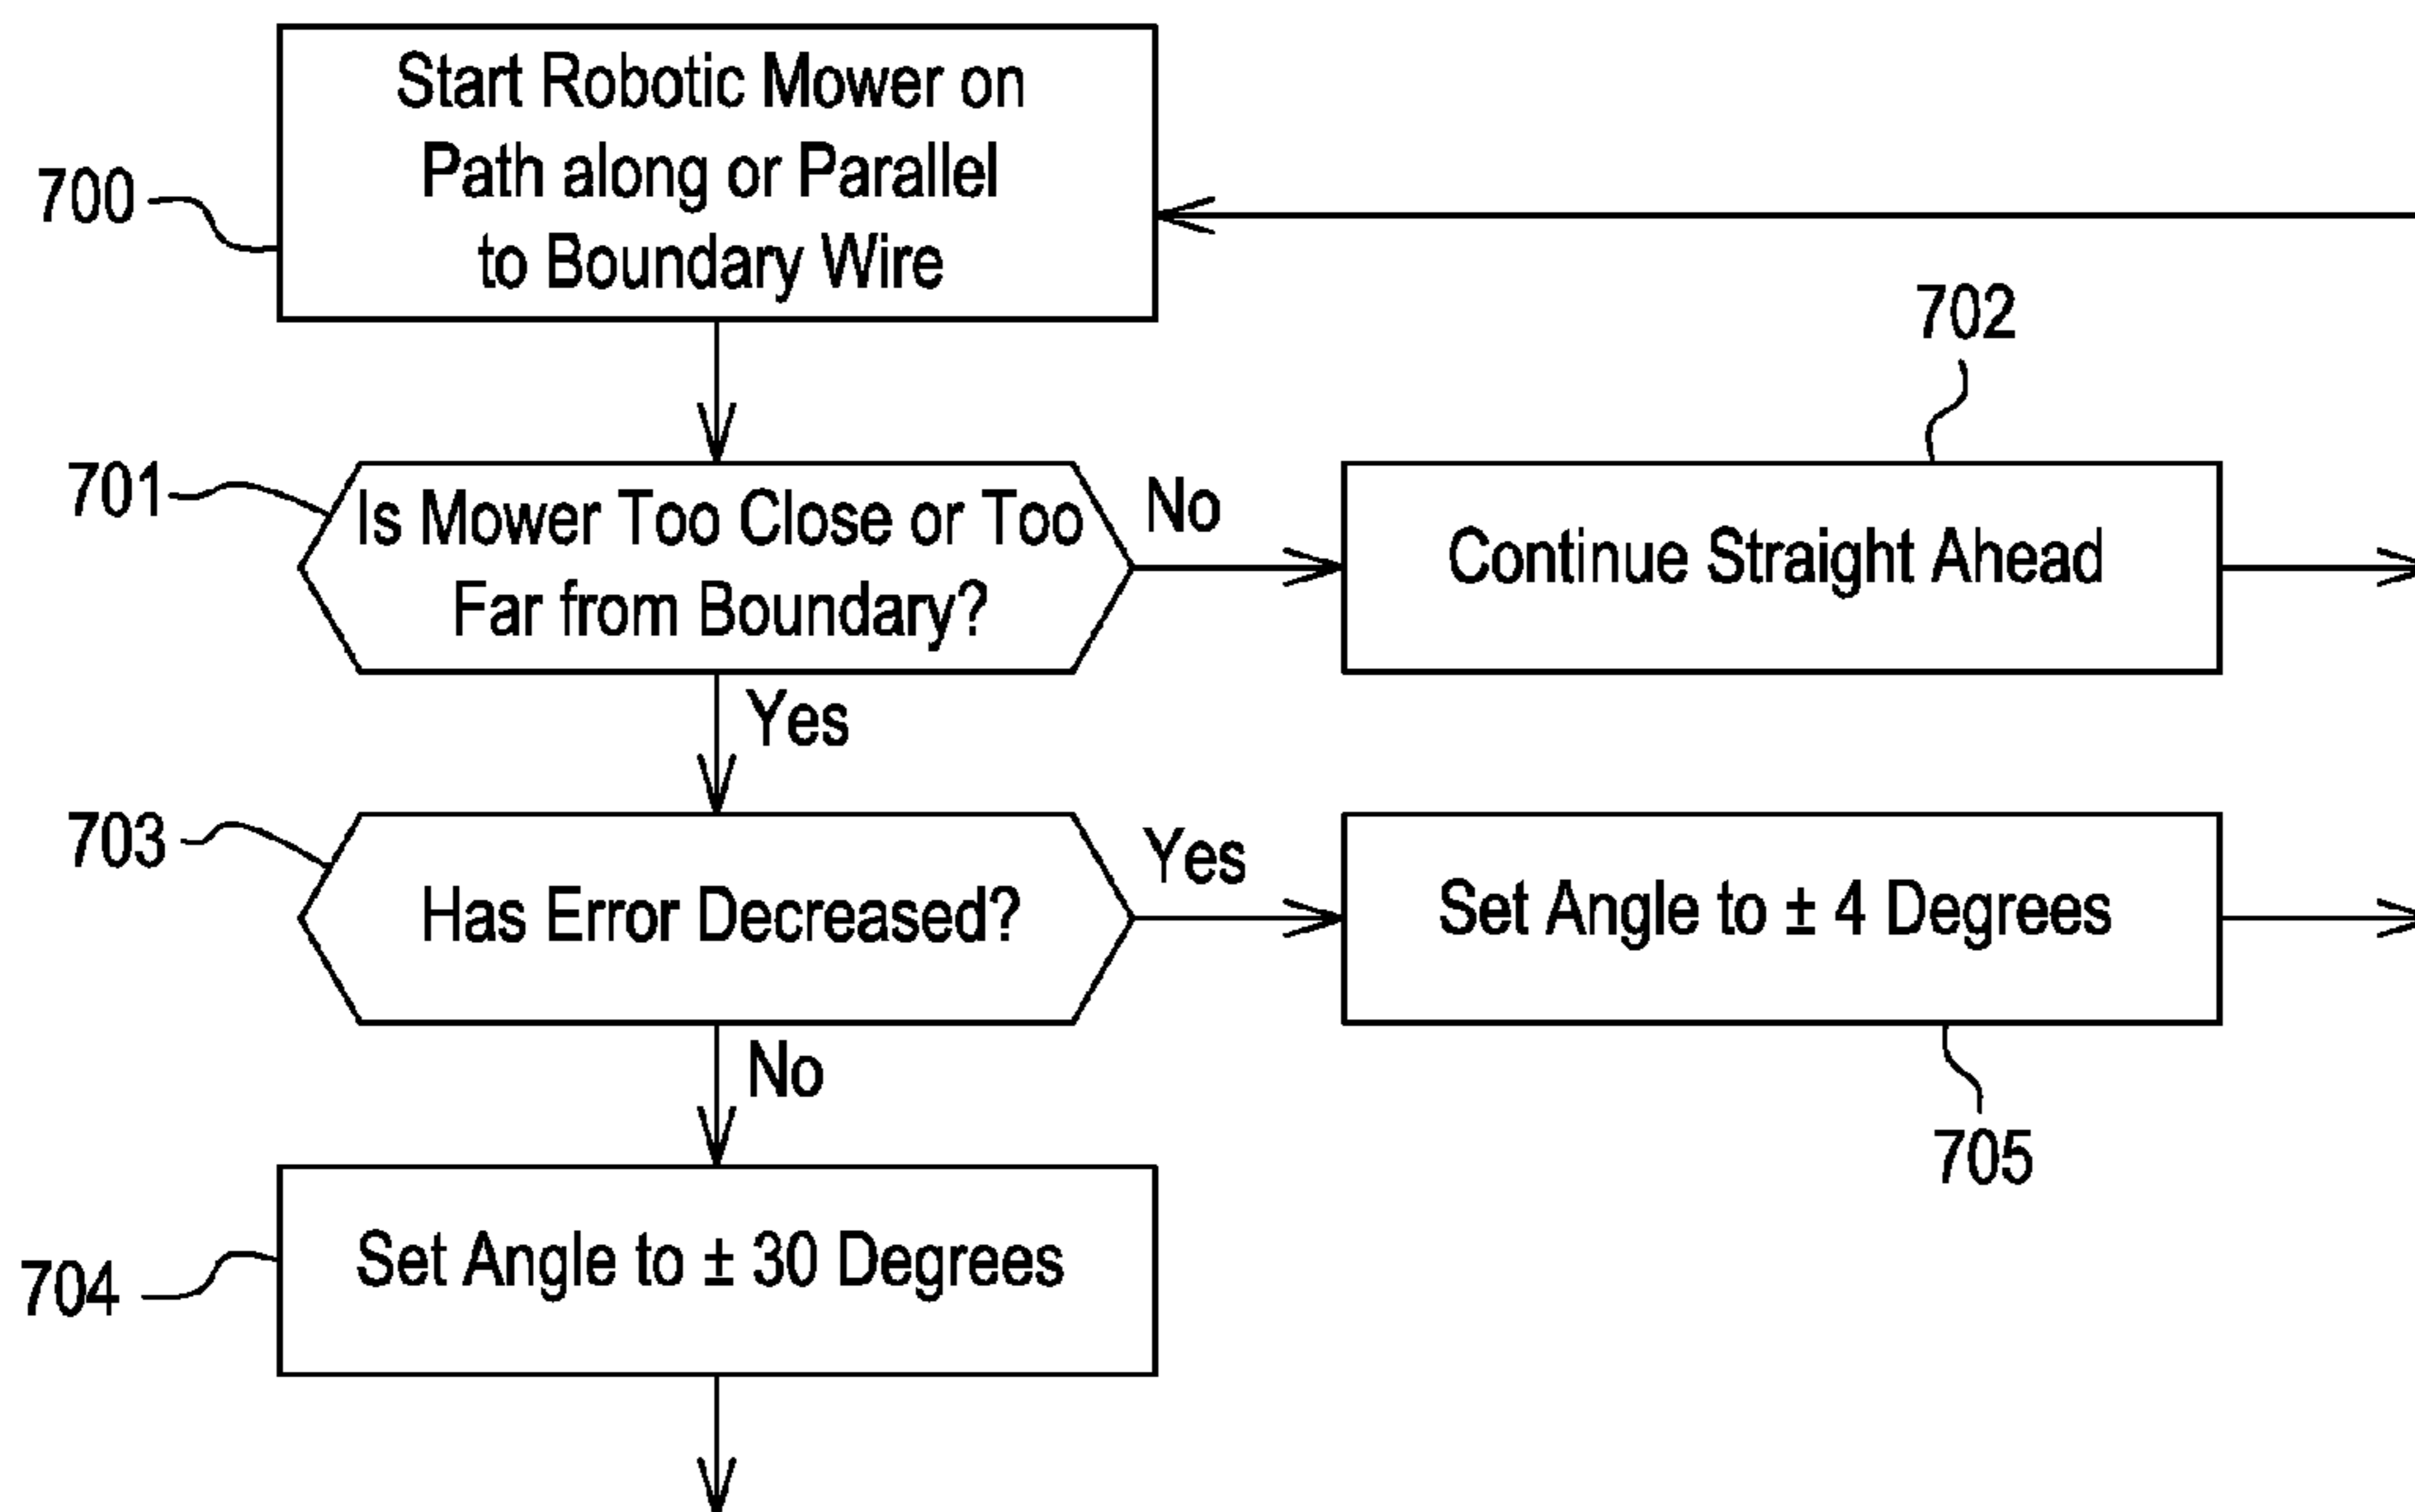 700
Start Robotic Mower on
Path along or Parallel
to Boundary Wire
701
Is Mower Too Close or Too
Far from Boundary?
No
702
Continue Straight Ahead
Yes
703
Has Error Decreased?
Yes
Set Angle to ± 4 Degrees
705
No
704
Set Angle to ± 30 Degrees